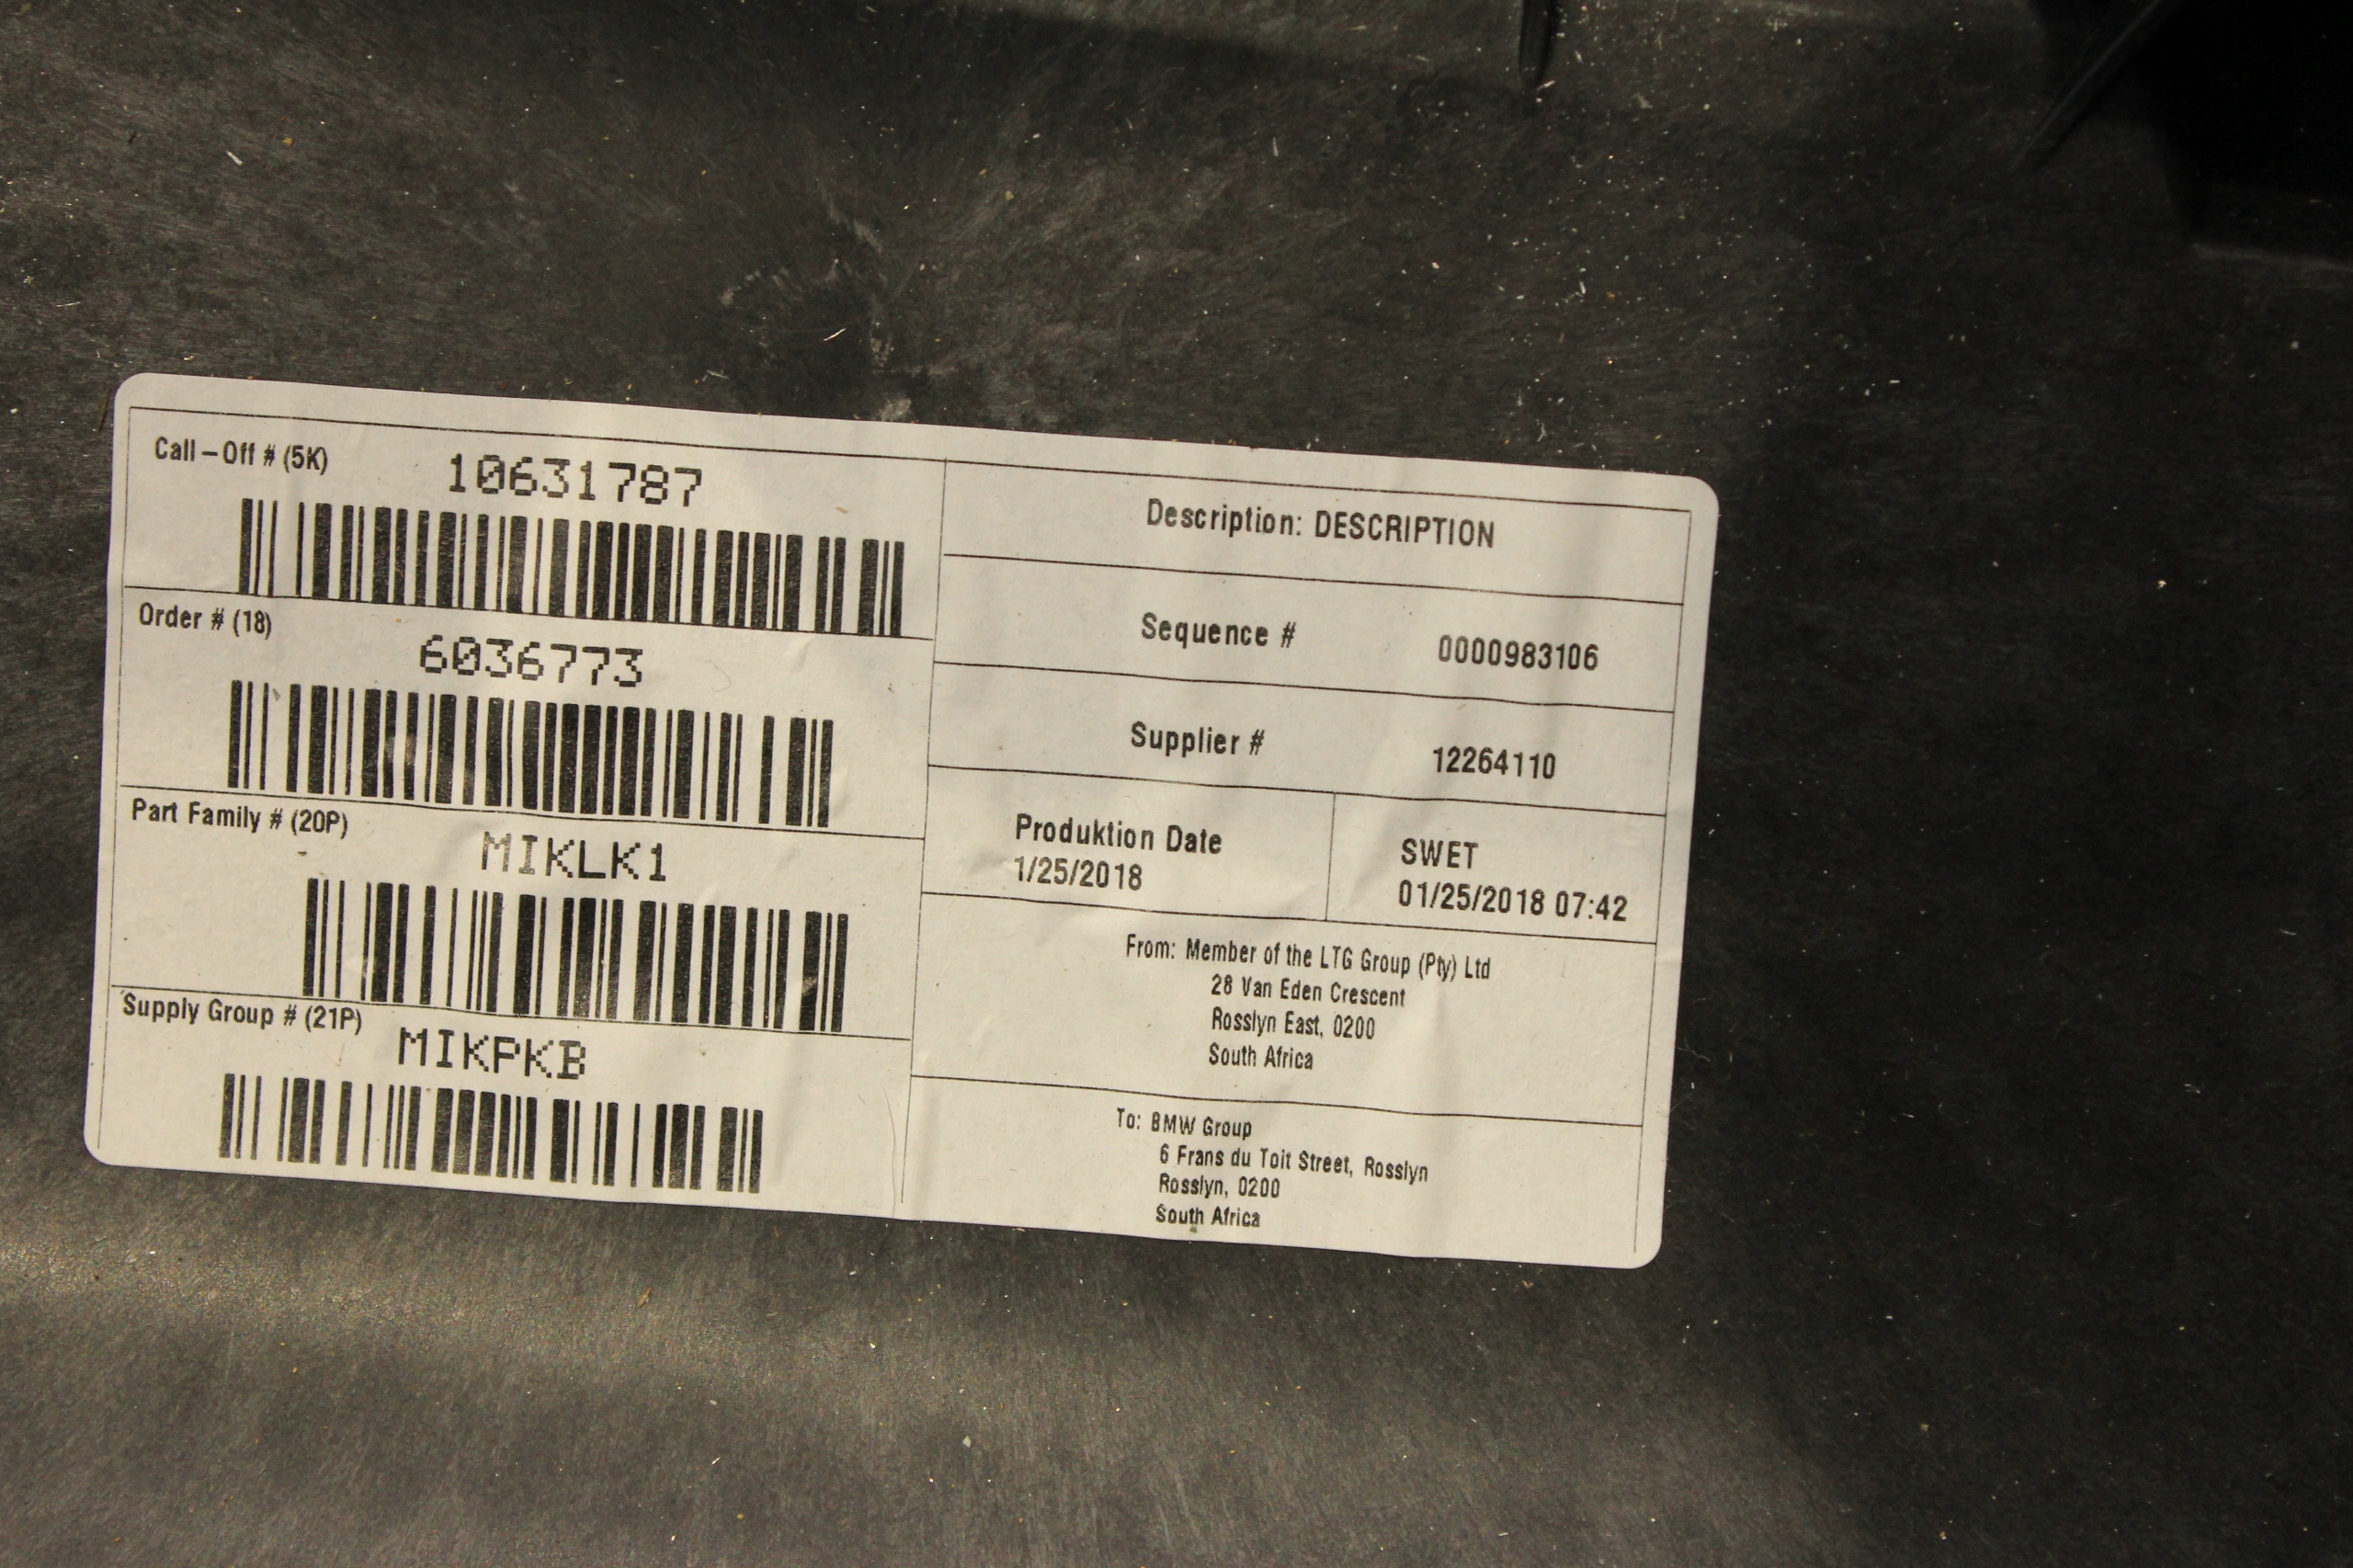 Call-Off # (5K)
10631787
Order # (18)
6036773
Part Family # (20P)
MIKLK1
Supply Group # (21P)
MIKPKB
Description: DESCRIPTION
Sequence # 0000983106
Supplier # 12264110
Produktion Date
1/25/2018
SWET
01/25/2018 07:42
From: Member of the LTG Group (Pty) Ltd
28 Van Eden Crescent
Rosslyn East, 0200
South Africa
To: BMW Group
6 Frans du Toit Street, Rosslyn
Rosslyn, 0200
South Africa